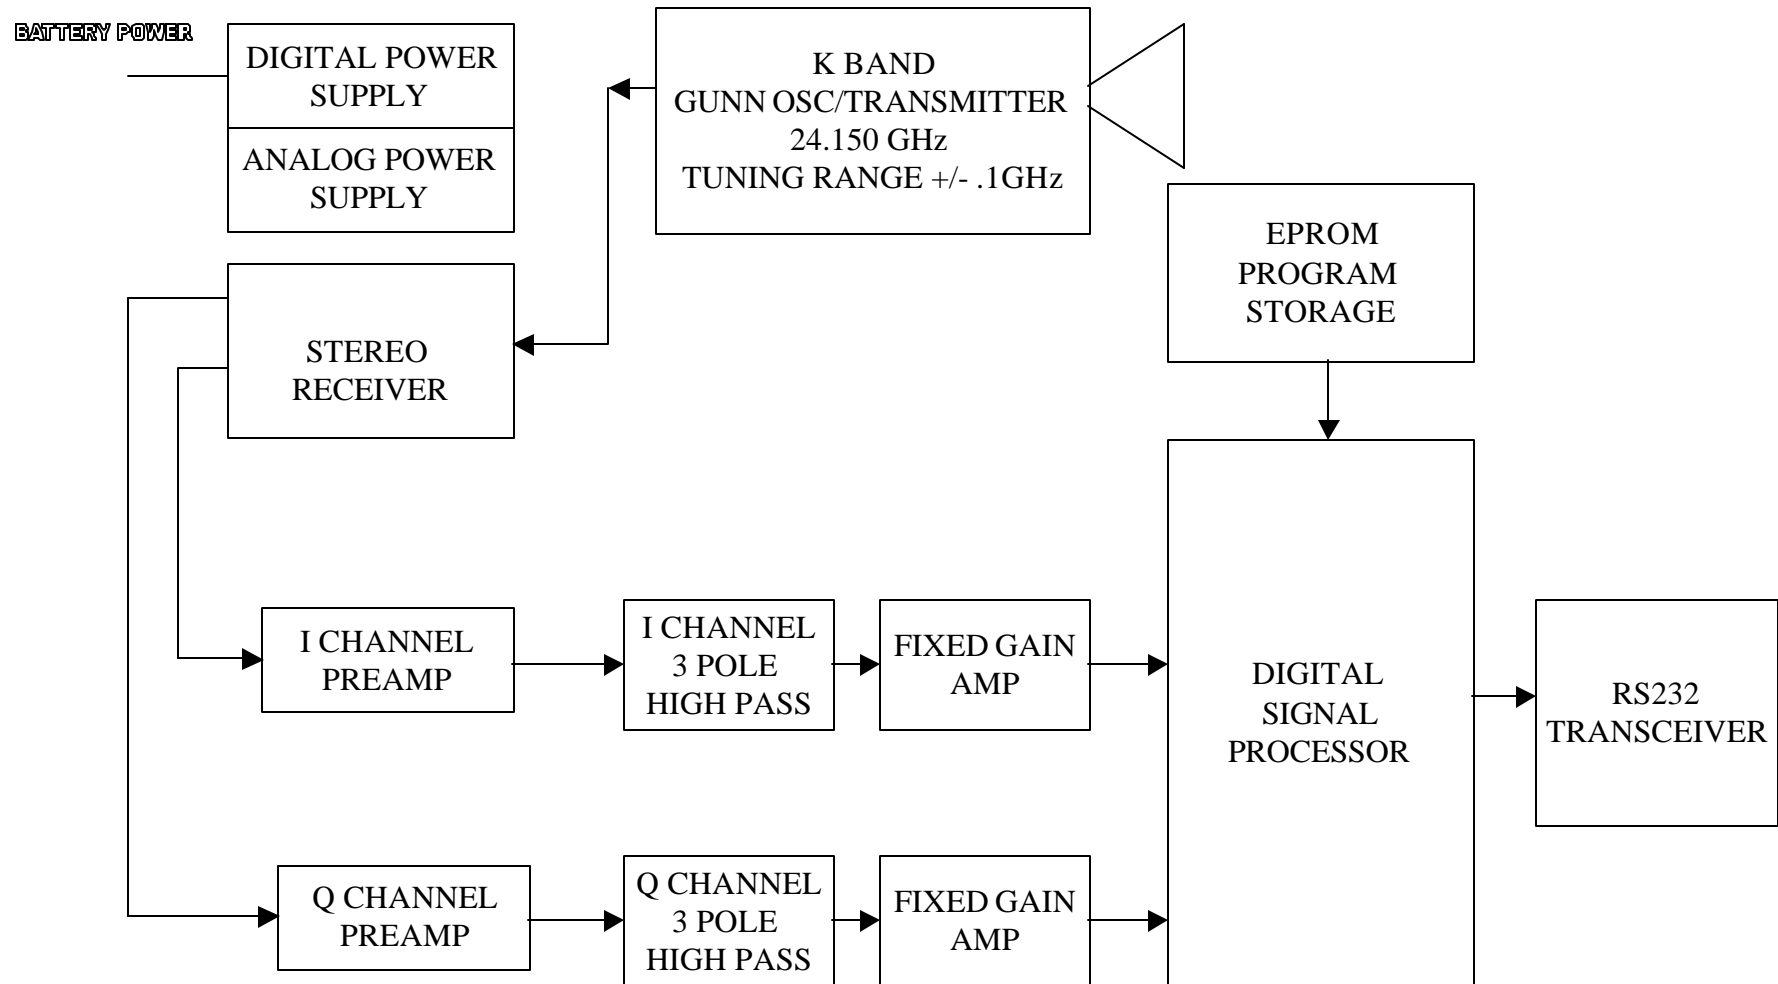 BATTERY POWER
DIGITAL POWER
SUPPLY
ANALOG POWER
SUPPLY
K BAND
GUNN OSC/TRANSMITTER
24.150 GHz
TUNING RANGE +/- .1GHz
EPROM
PROGRAM
STORAGE
STEREO
RECEIVER
I CHANNEL
PREAMP
I CHANNEL
3 POLE
HIGH PASS
FIXED GAIN
AMP
DIGITAL
SIGNAL
PROCESSOR
RS232
TRANSCEIVER
Q CHANNEL
PREAMP
Q CHANNEL
3 POLE
HIGH PASS
FIXED GAIN
AMP